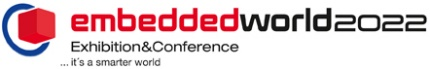 embeddedworld2022
Exhibition&Conference
... it´s a smarter world